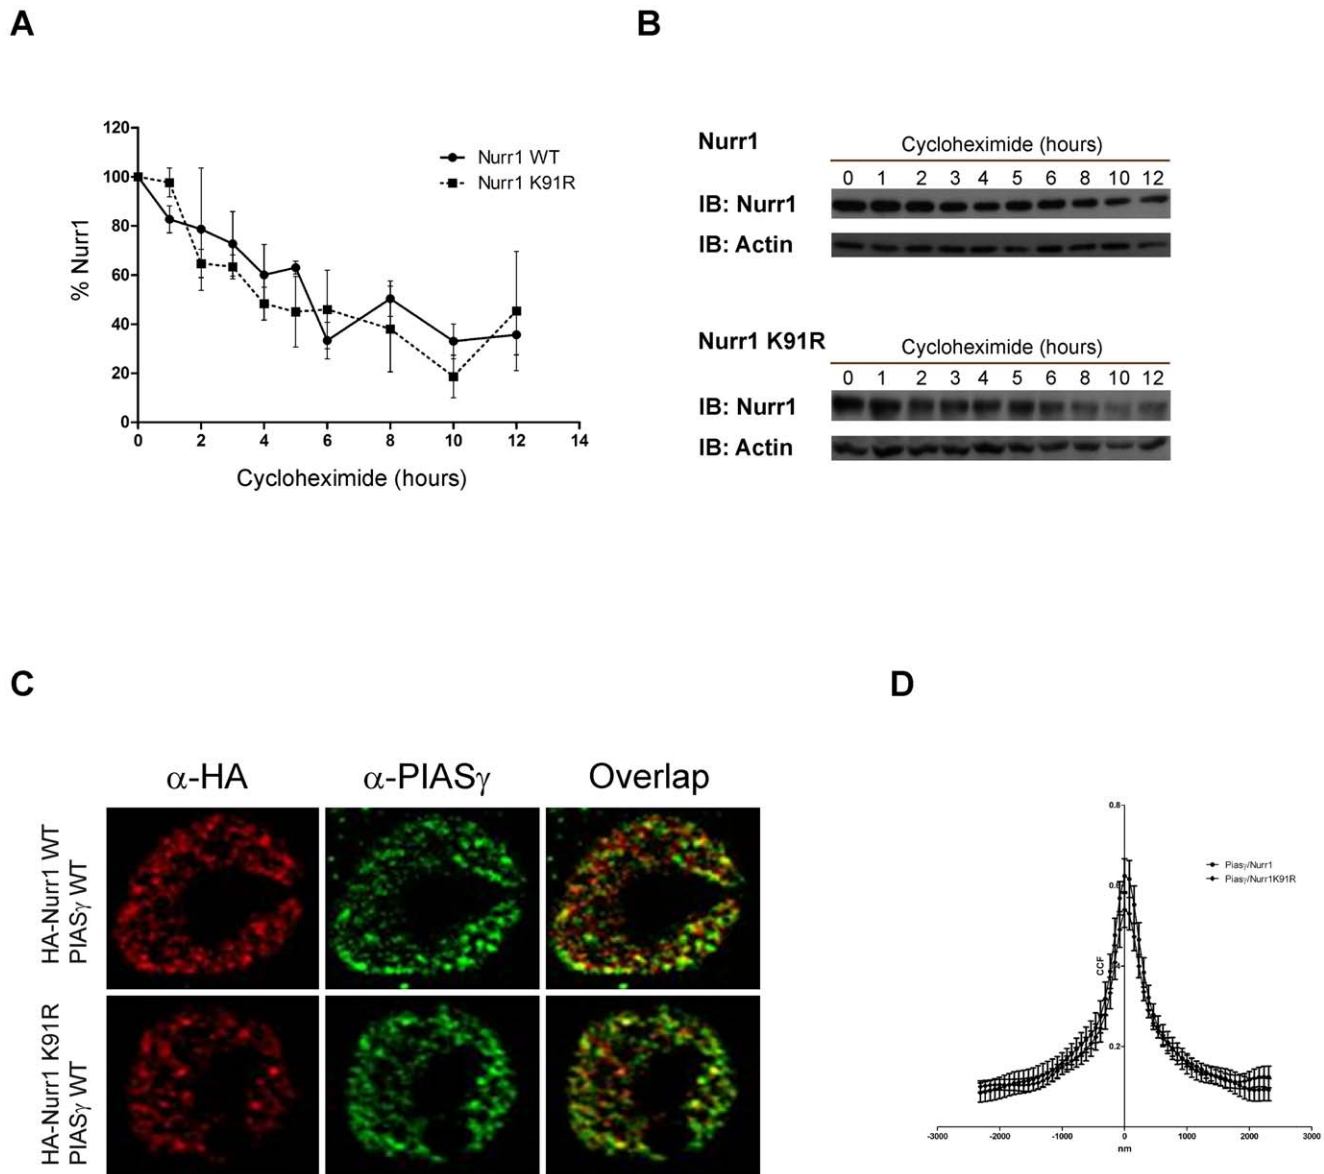 A
B
120
100
80
60
40
20
0
% Nurr1
Nurr1 WT
Nurr1 K91R
0 2 4 6 8 10 12 14
Cycloheximide (hours)
Nurr1
Cycloheximide (hours)
0 1 2 3 4 5 6 8 10 12
IB: Nurr1
IB: Actin
Nurr1 K91R
Cycloheximide (hours)
0 1 2 3 4 5 6 8 10 12
IB: Nurr1
IB: Actin
C
D
α-HA α-PIASγ Overlap
HA-Nurr1 WT
PIASγ WT
HA-Nurr1 K91R
PIASγ WT
0.8
0.6
0.2
CCF
Piasγ/Nurr1
Piasγ/Nurr1K91R
-3000 -2000 -1000 0 1000 2000 3000
nm